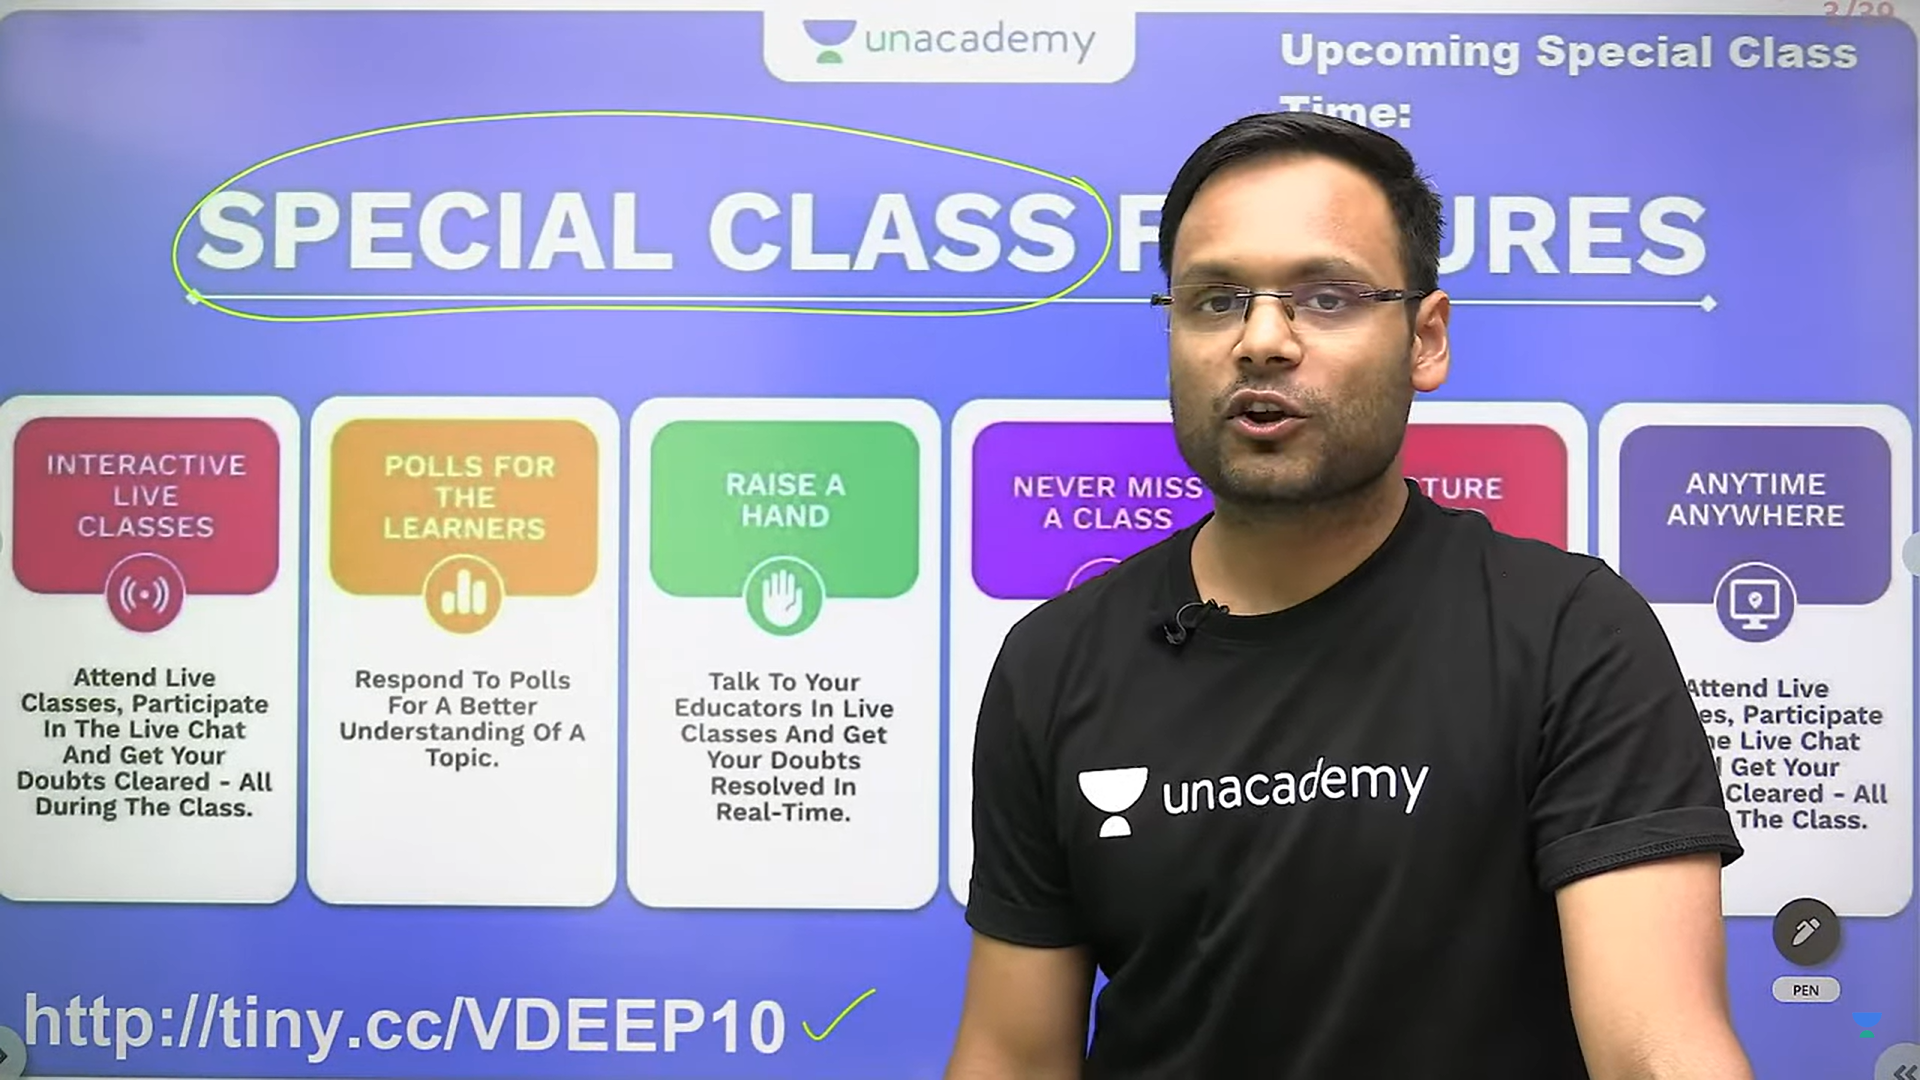 3/39
unacademy
Upcoming Special Class
Time:
SPECIAL CLASS F URES
INTERACTIVE
LIVE
CLASSES
Attend Live
Classes, Participate
In The Live Chat
And Get Your
Doubts Cleared - All
During The Class.
POLLS FOR
THE
LEARNERS
Respond To Polls
For A Better
Understanding Of A
Topic.
RAISE A
HAND
Talk To Your
Educators In Live
Classes And Get
Your Doubts
Resolved In
Real-Time.
NEVER MISS
A CLASS
TURE
ANYTIME
ANYWHERE
Attend Live
es, Participate
e Live Chat
Get Your
Cleared - All
The Class.
unacademy
http://tiny.cc/VDEEP10
PEN